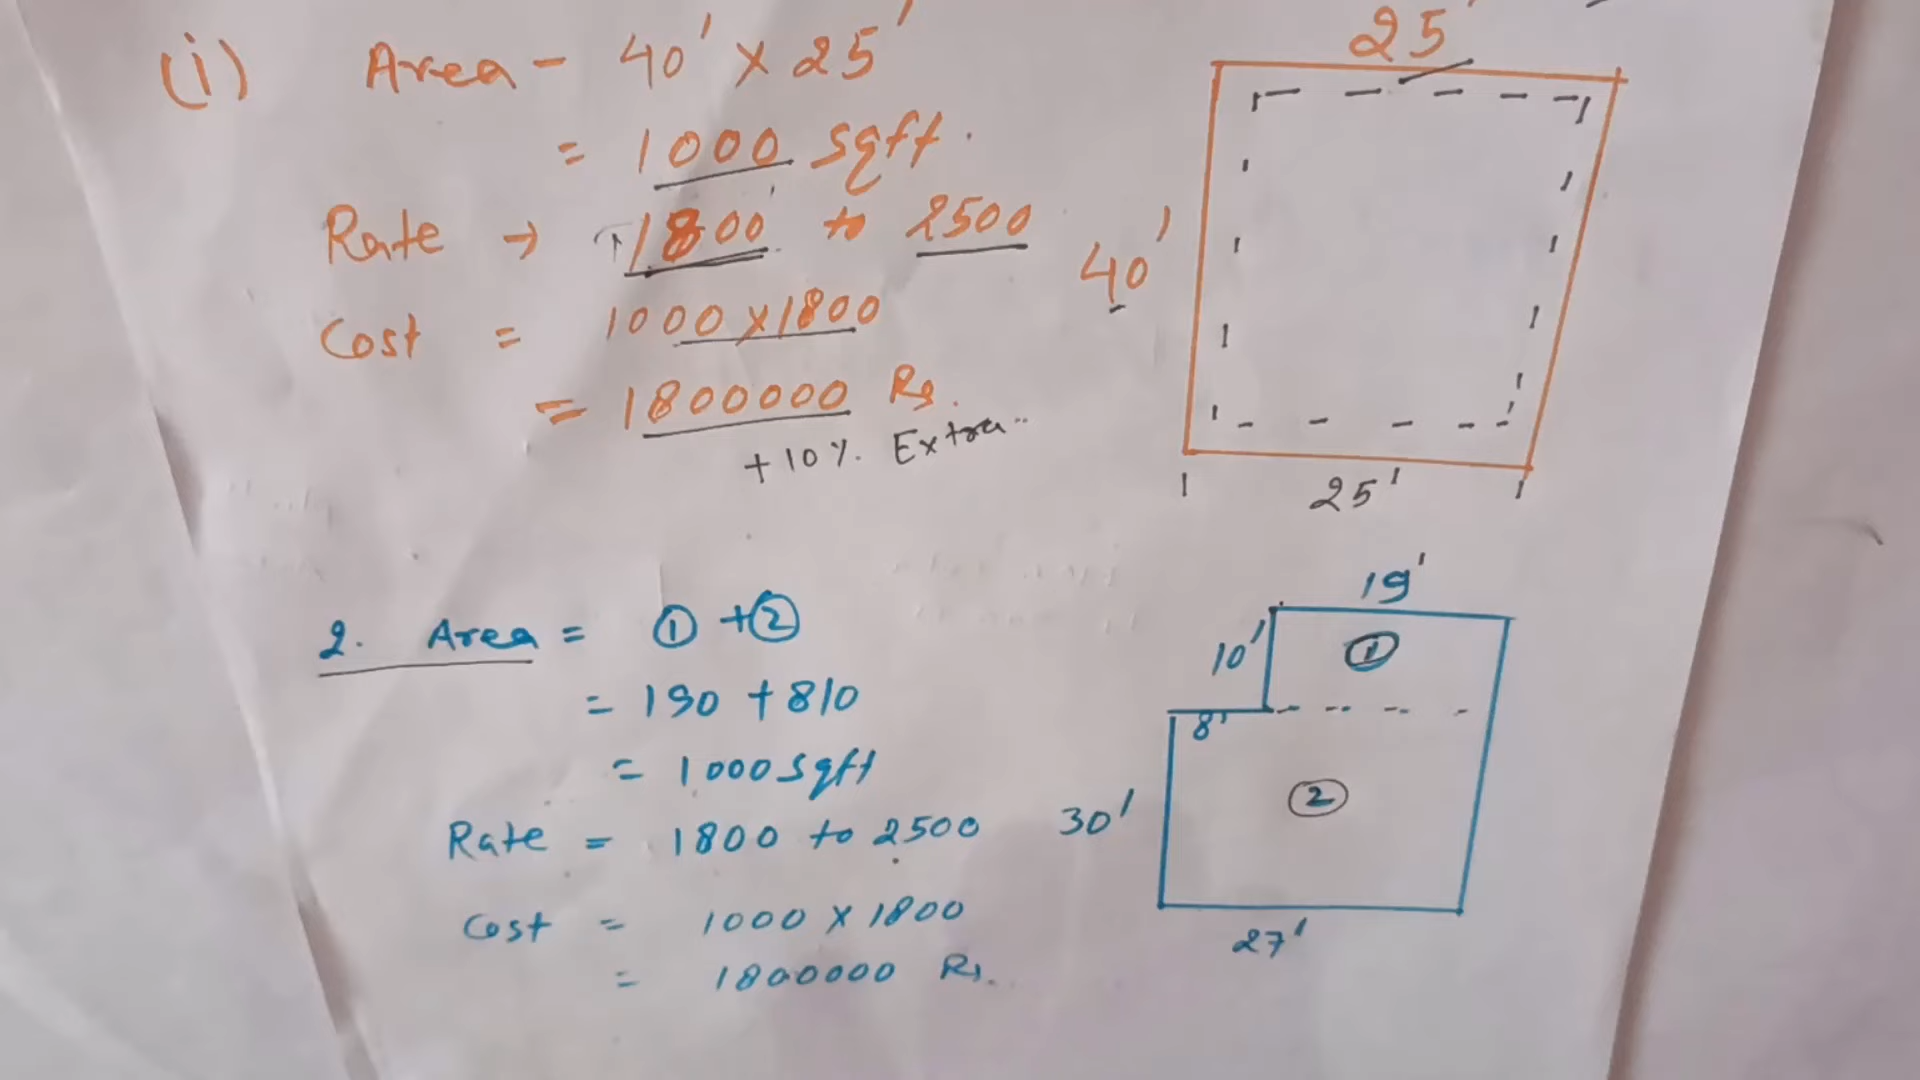 (i) Area - 40' x 25'
= 1000 sqft.
Rate → 1800 to 2500
Cost = 1000 x 1800
= 1800000 Rs.
+ 10%. Extra..
25'
40'
25'
2. Area = ① + ②
= 190 + 810
= 1000 sqft
Rate = 1800 to 2500
Cost = 1000 x 1800
= 1800000 Rs.
19'
10'
①
8'
②
30'
27'